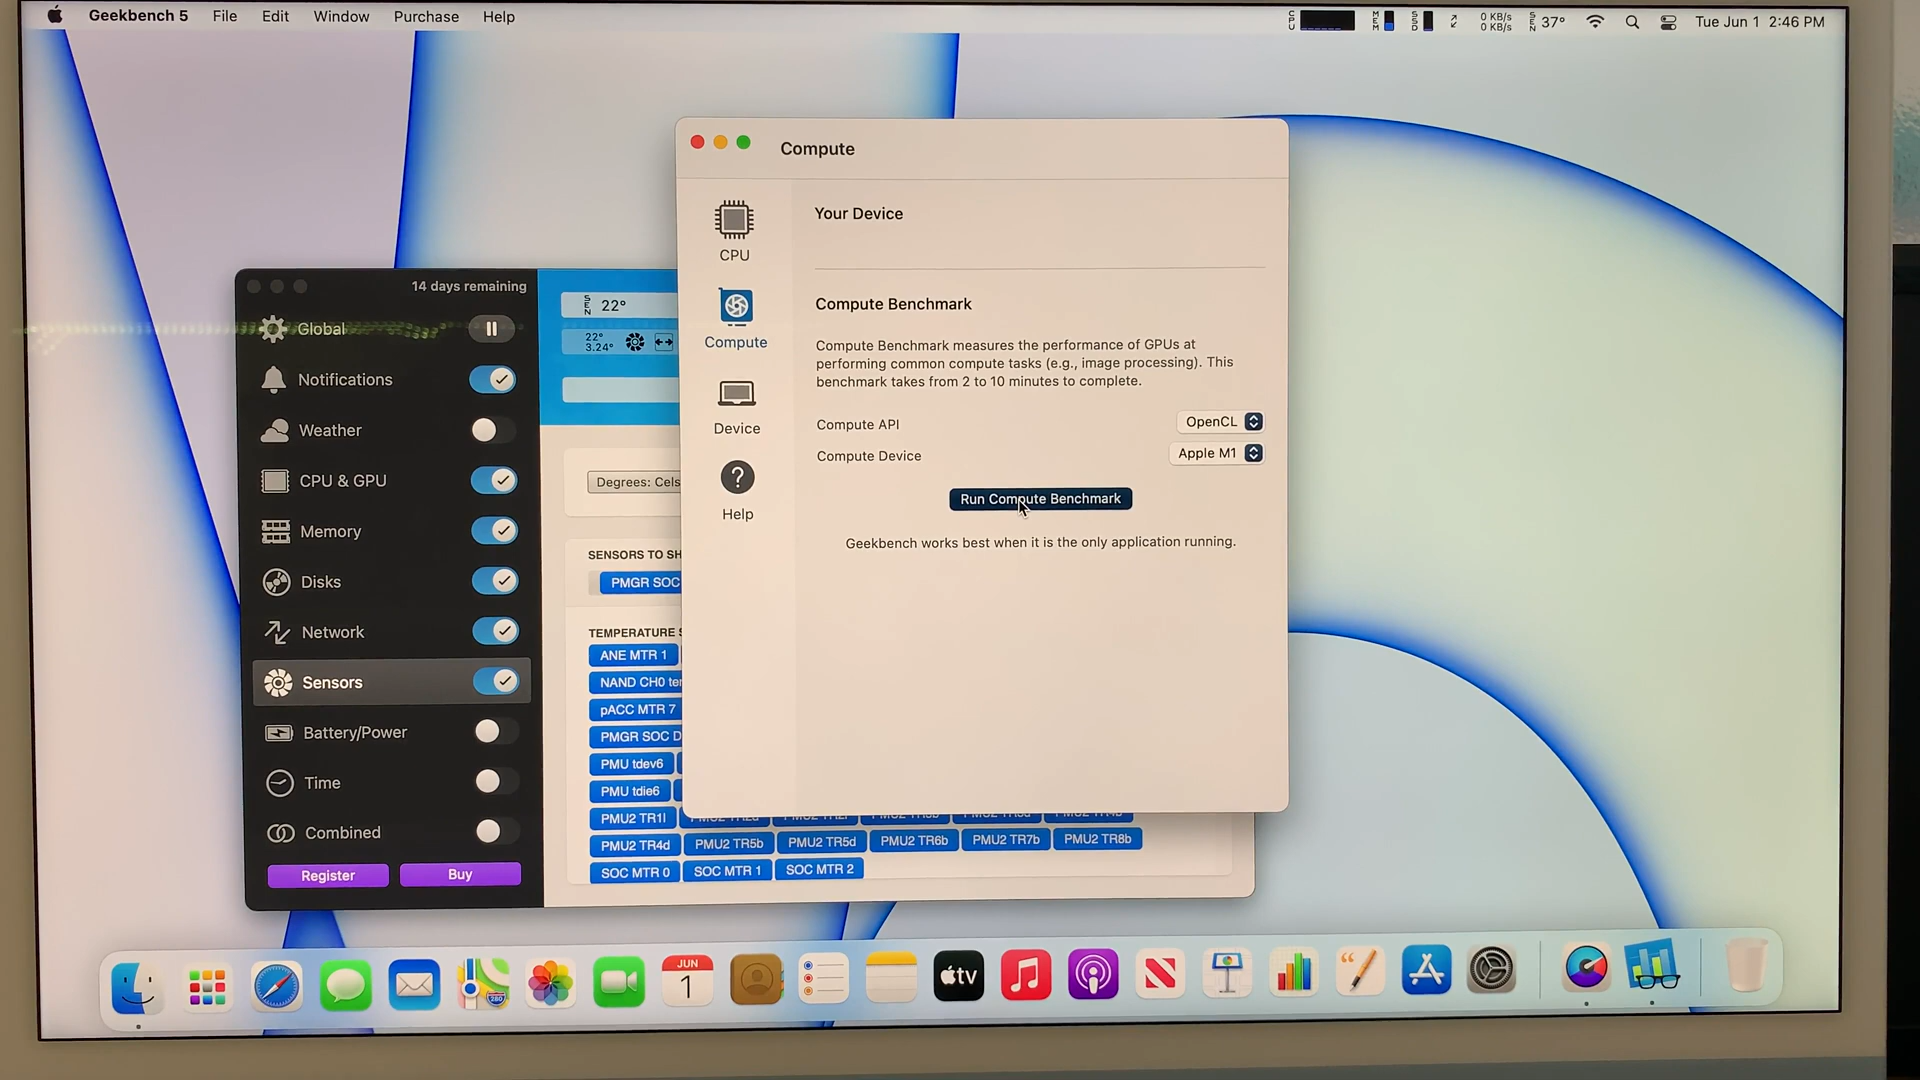 Geekbench 5 File Edit Window Purchase Help
CPU
MEM
SSD
0 KB/s
0 KB/s
SEN
37°
Tue Jun 1 2:46 PM
Compute
CPU
Compute
Device
Help
Your Device
Compute Benchmark
Compute Benchmark measures the performance of GPUs at
performing common compute tasks (e.g., image processing). This
benchmark takes from 2 to 10 minutes to complete.
Compute API OpenCL
Compute Device Apple M1
Run Compute Benchmark
Geekbench works best when it is the only application running.
14 days remaining
Global
Notifications
Weather
CPU & GPU
Memory
Disks
Network
Sensors
Battery/Power
Time
Combined
Register Buy
SEN
22°
22°
3.24°
Degrees: Cels
SENSORS TO SH
PMGR SOC
TEMPERATURE S
ANE MTR 1
NAND CH0 te
pACC MTR 7
PMGR SOC D
PMU tdev6
PMU tdie6
PMU2 TR1l
PMU2 TR4d PMU2 TR5b PMU2 TR5d PMU2 TR6b PMU2 TR7b PMU2 TR8b
SOC MTR 0 SOC MTR 1 SOC MTR 2
280
JUN
1
tv